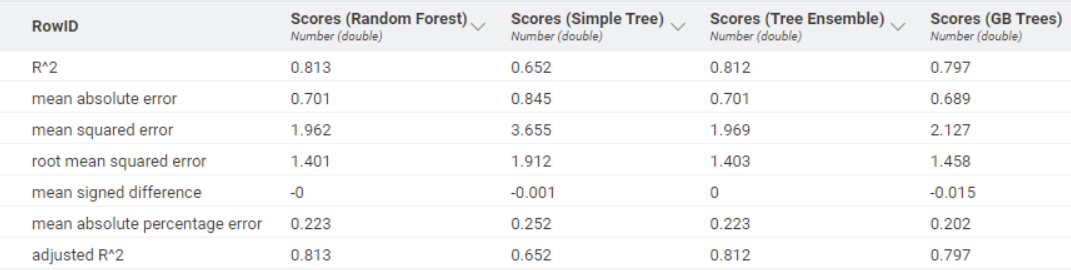 RowID Scores (Random Forest) Scores (Simple Tree) Scores (Tree Ensemble) Scores (GB Trees)
Number (double) Number (double) Number (double) Number (double)
R^2 0.813 0.652 0.812 0.797
mean absolute error 0.701 0.845 0.701 0.689
mean squared error 1.962 3.655 1.969 2.127
root mean squared error 1.401 1.912 1.403 1.458
mean signed difference -0 -0.001 0 -0.015
mean absolute percentage error 0.223 0.252 0.223 0.202
adjusted R^2 0.813 0.652 0.812 0.797